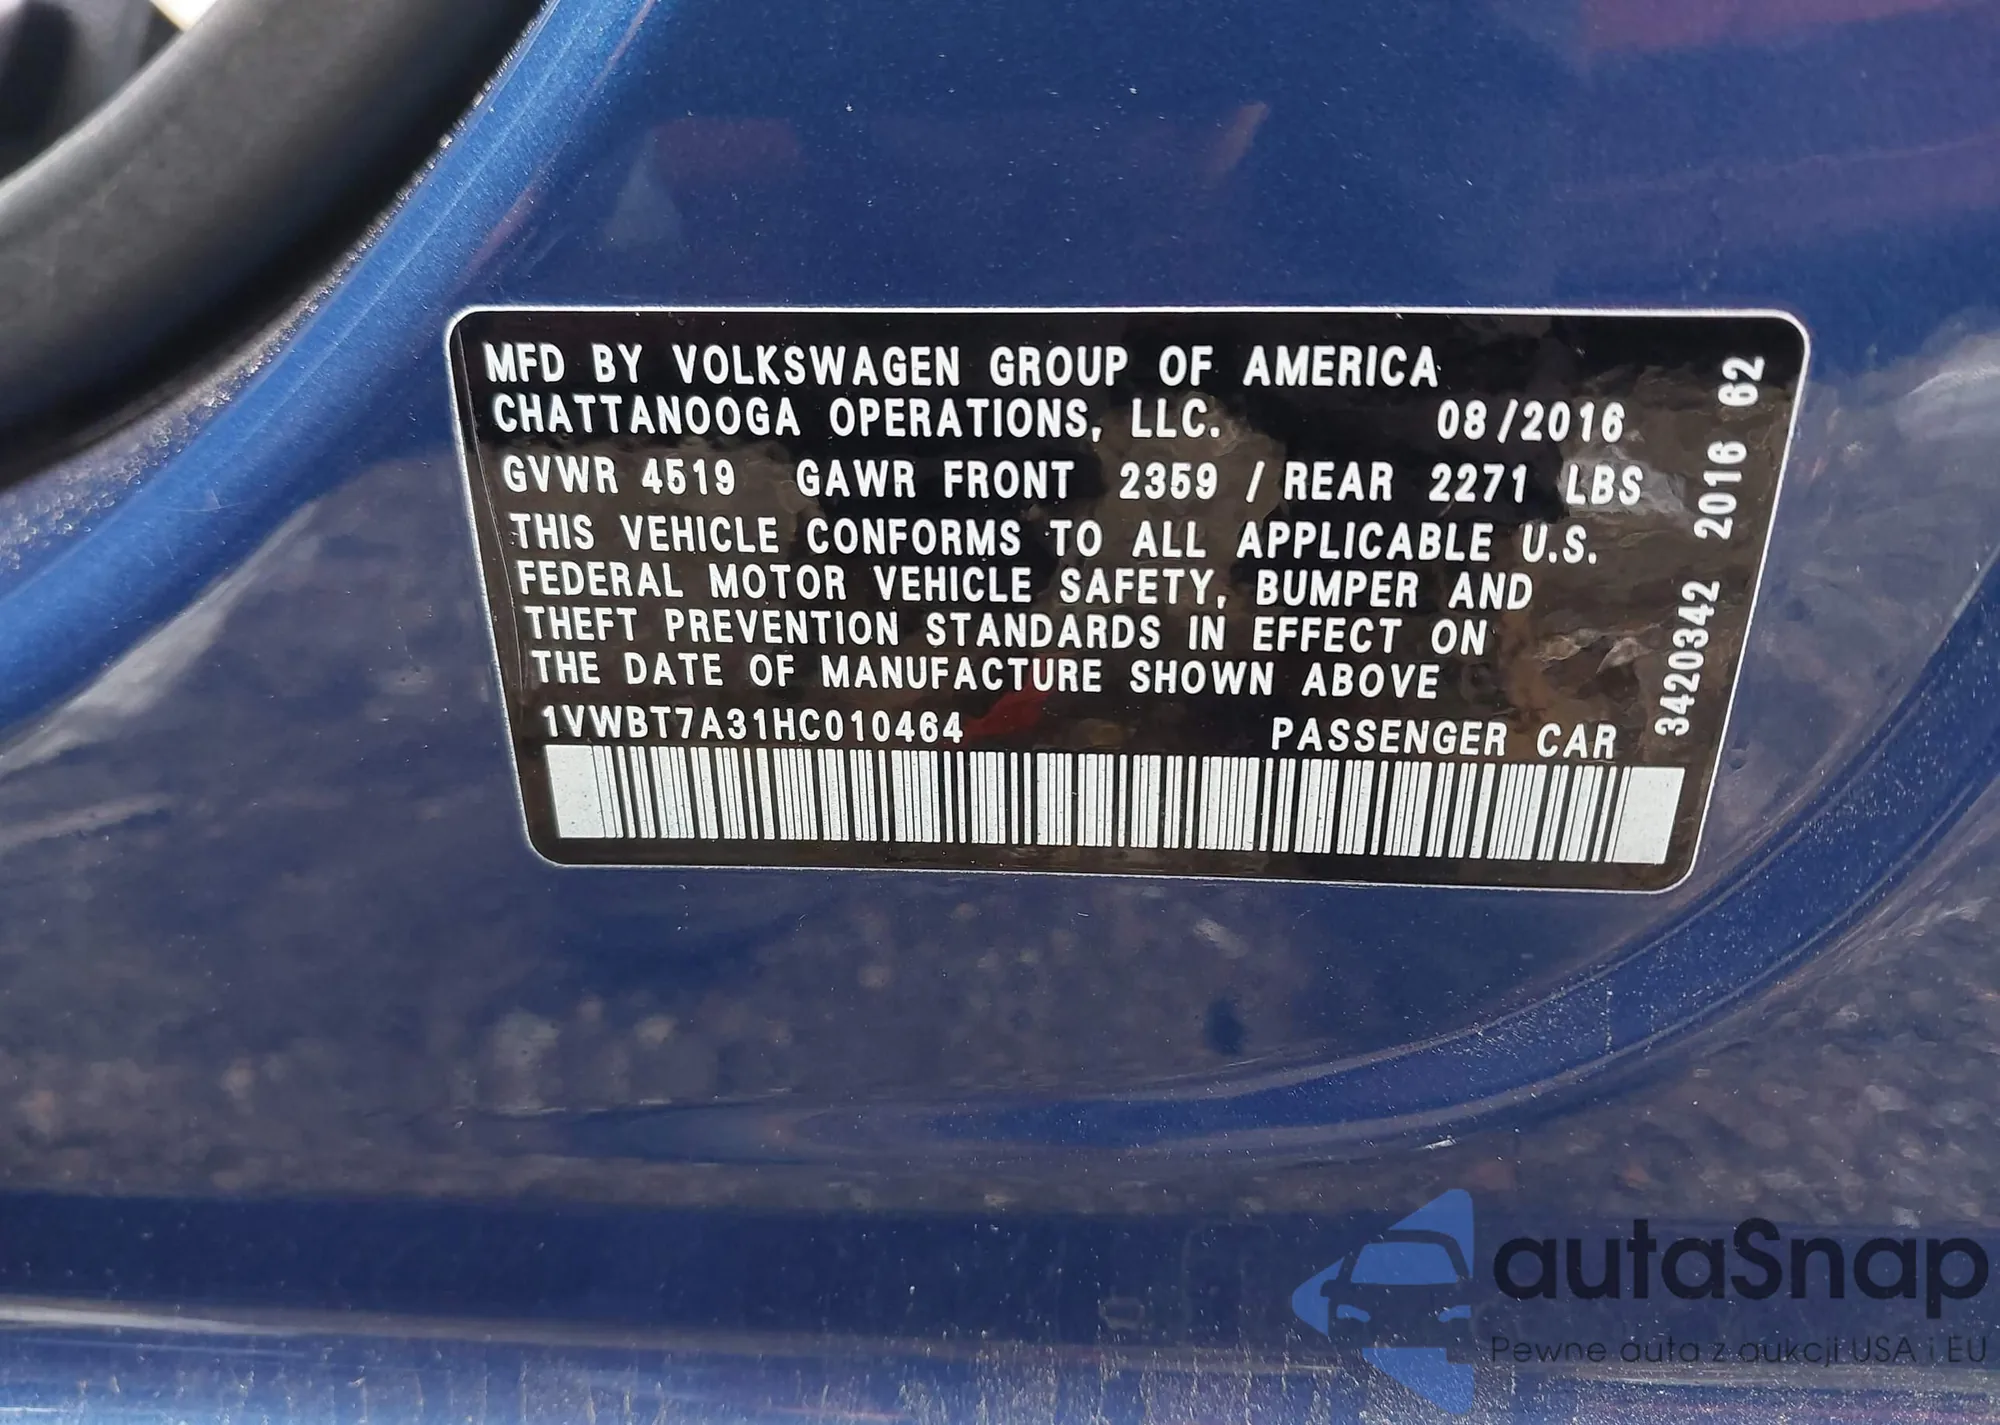 MFD BY VOLKSWAGEN GROUP OF AMERICA
CHATTANOOGA OPERATIONS, LLC. 08/2016
GVWR 4519 GAWR FRONT 2359 / REAR 2271 LBS
THIS VEHICLE CONFORMS TO ALL APPLICABLE U.S.
FEDERAL MOTOR VEHICLE SAFETY, BUMPER AND
THEFT PREVENTION STANDARDS IN EFFECT ON
THE DATE OF MANUFACTURE SHOWN ABOVE
1VWBT7A31HC010464 PASSENGER CAR
3420342 2016 62
autaSnap
Pewne auta z aukcji USA i EU